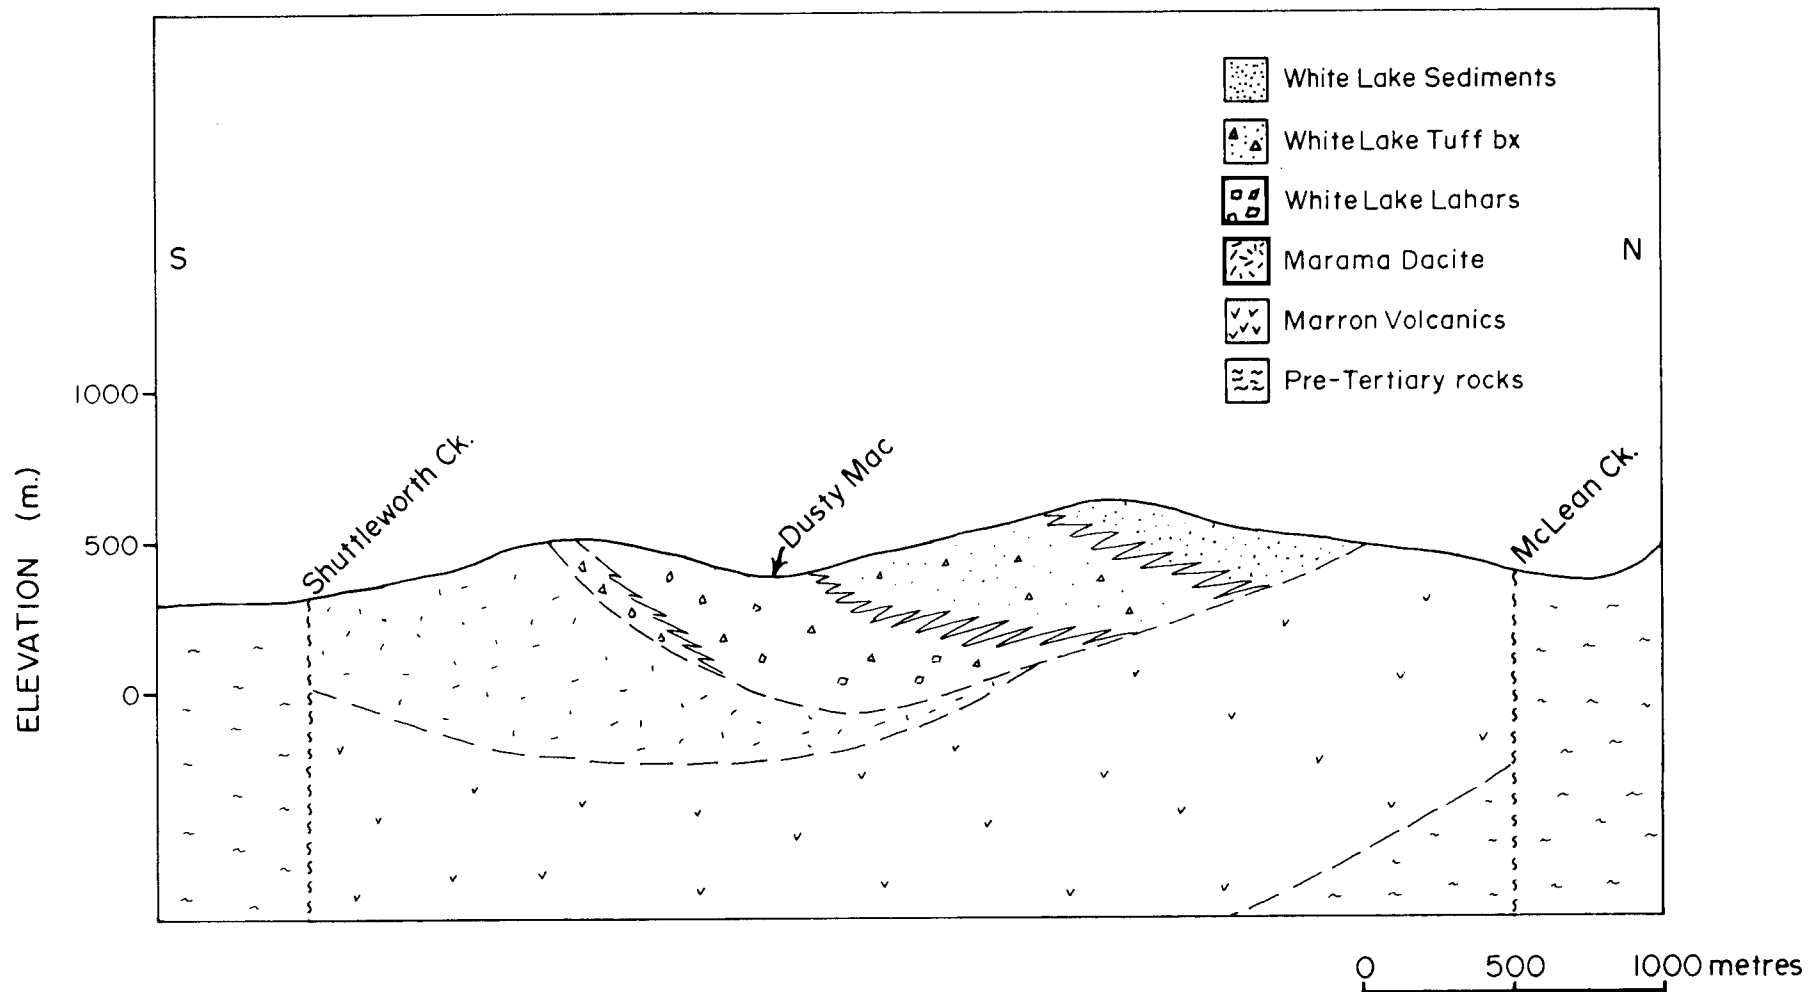 White Lake Sediments
White Lake Tuff bx
White Lake Lahars
S
N
Marama Dacite
Marron Volcanics
Pre-Tertiary rocks
1000
Shuttleworth Ck.
Dusty Mac
McLean Ck.
ELEVATION (m.)
500
0
0 500 1000 metres